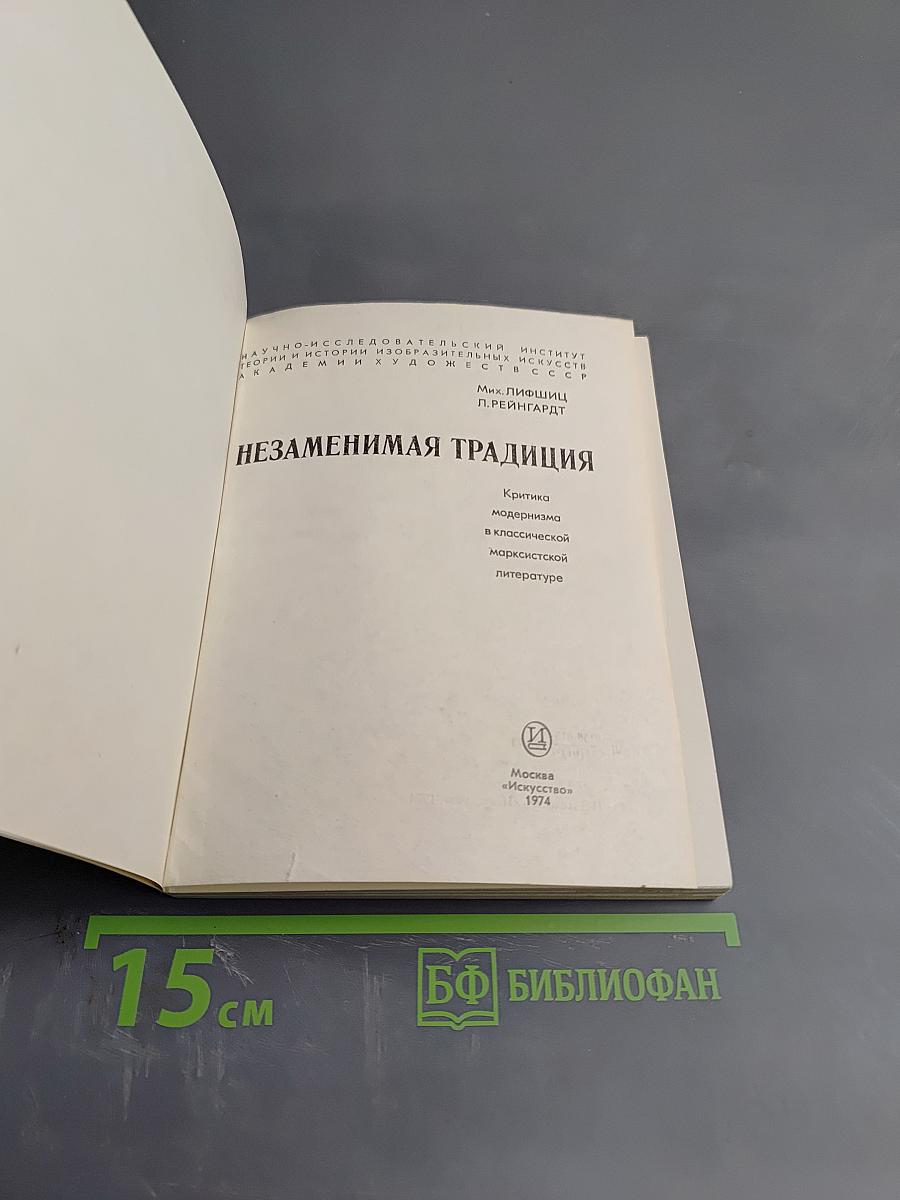 НАУЧНО-ИССЛЕДОВАТЕЛЬСКИЙ ИНСТИТУТ
ТЕОРИИ И ИСТОРИИ ИЗОБРАЗИТЕЛЬНЫХ ИСКУССТВ
АКАДЕМИИ ХУДОЖЕСТВ СССР
Мих. ЛИФШИЦ
Л. РЕЙНГАРДТ
НЕЗАМЕНИМАЯ ТРАДИЦИЯ
Критика
модернизма
в классической
марксистской
литературе
И
Москва
«Искусство»
1974
15 см
БФ БИБЛИОФАН